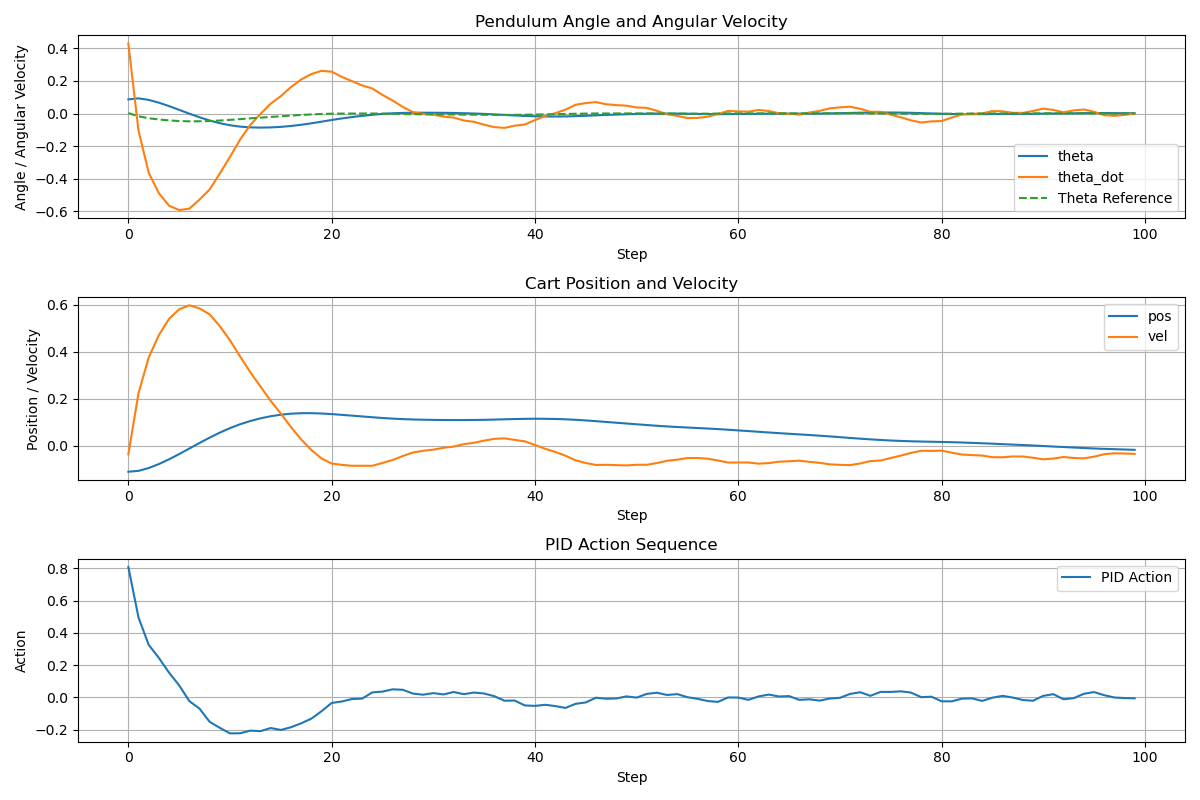 Pendulum Angle and Angular Velocity
Angle / Angular Velocity
0.4
0.2
0.0
−0.2
−0.4
−0.6
theta
theta_dot
Theta Reference
0 20 40 60 80 100
Step
Cart Position and Velocity
Position / Velocity
0.6
0.4
0.2
0.0
pos
vel
0 20 40 60 80 100
Step
PID Action Sequence
Action
0.8
0.6
0.4
0.2
0.0
−0.2
PID Action
0 20 40 60 80 100
Step